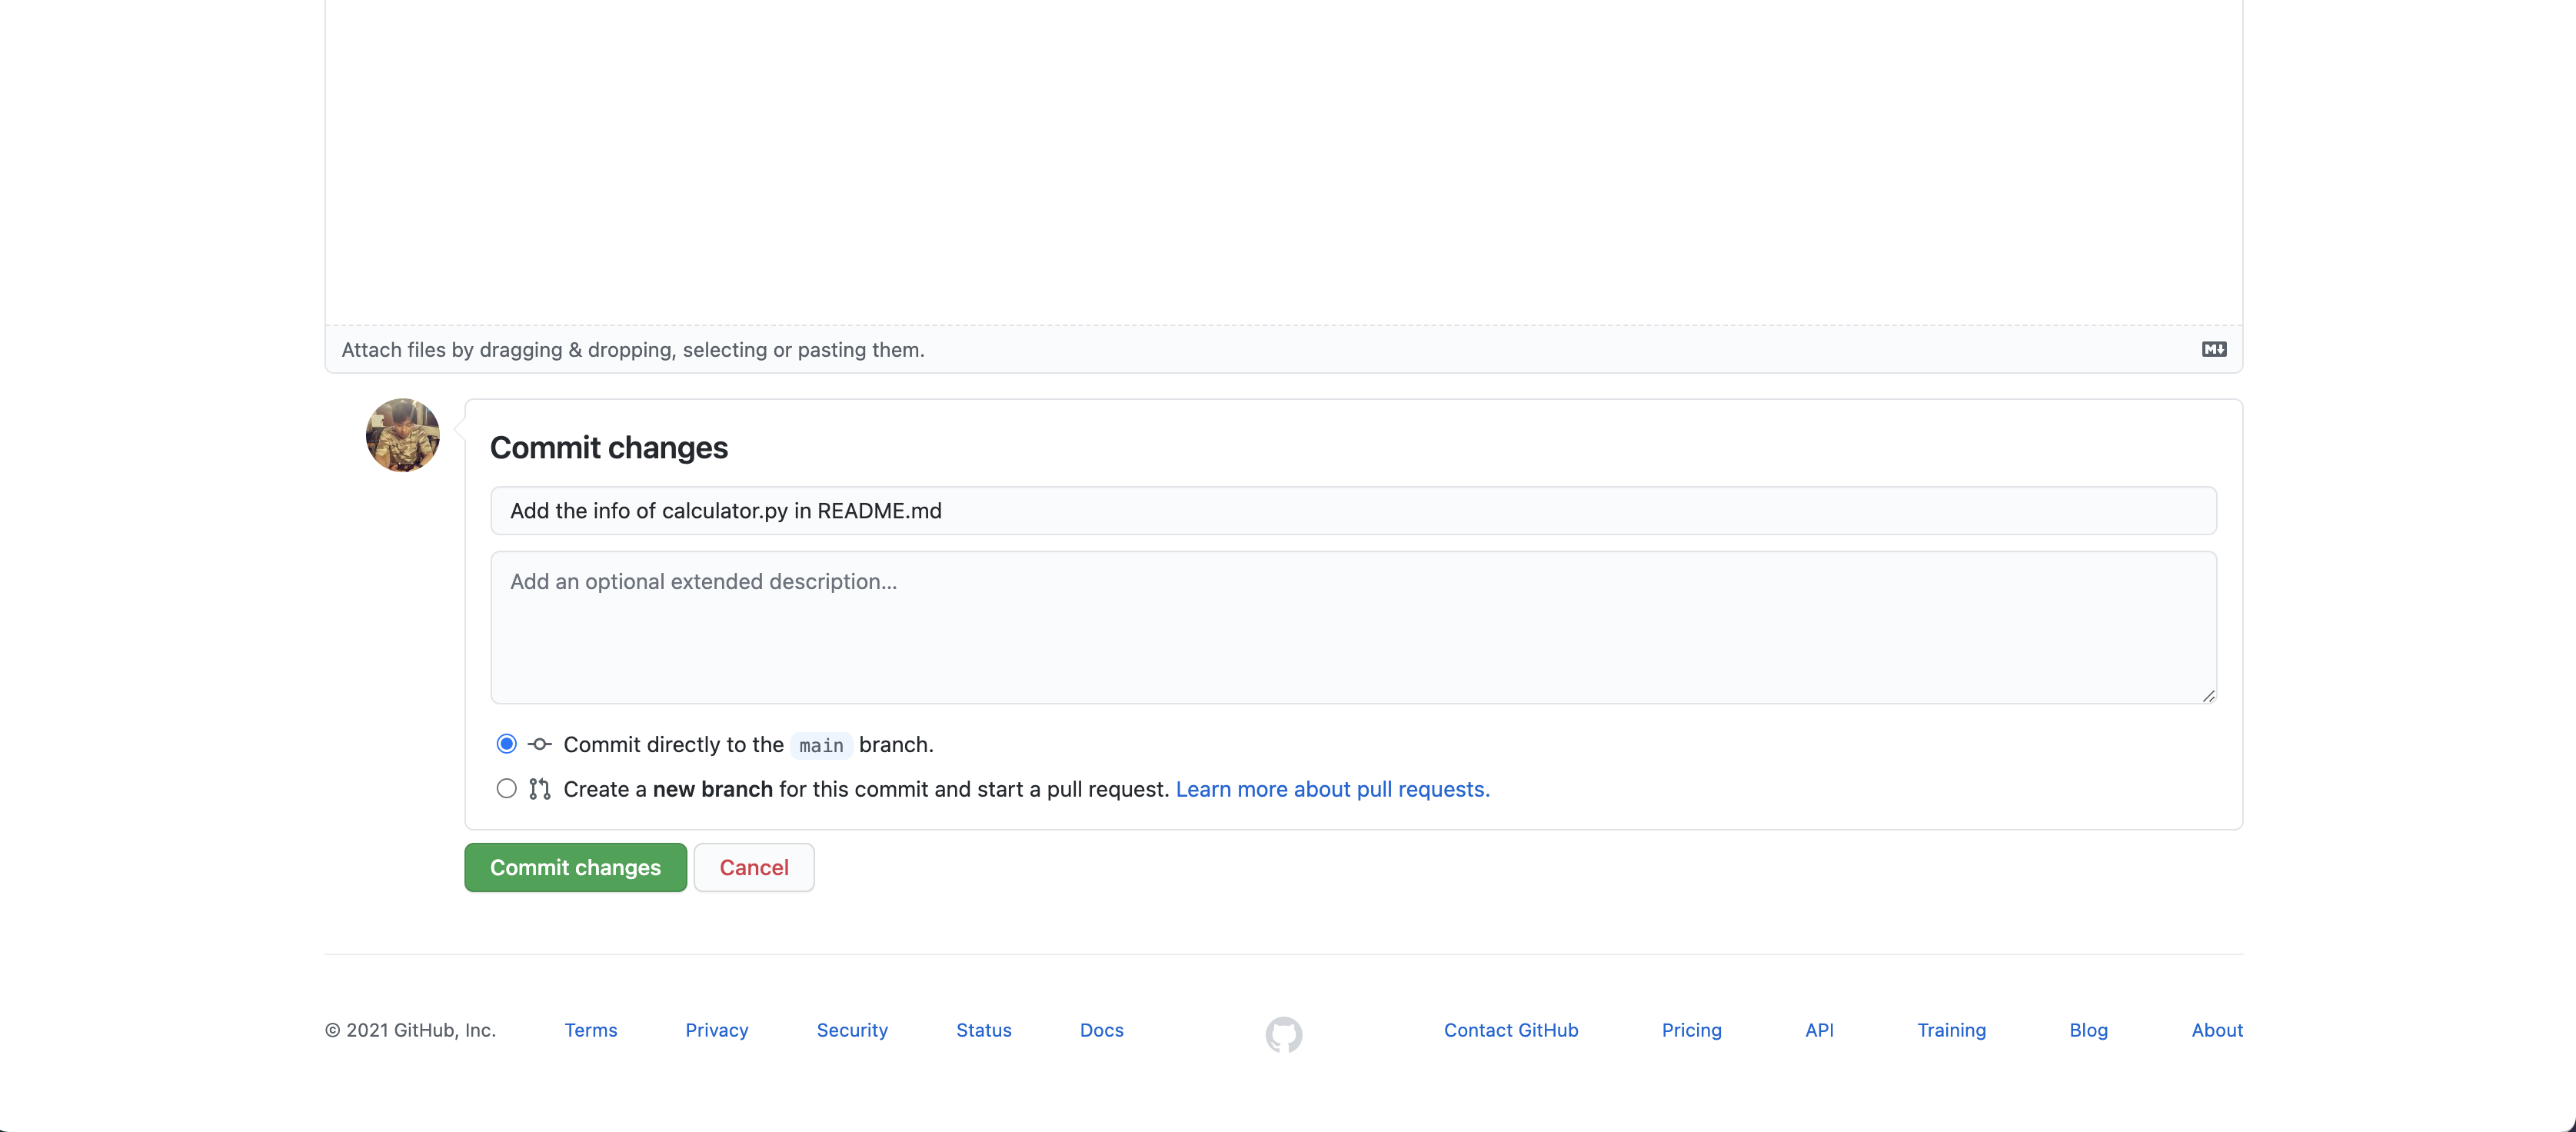 Attach files by dragging & dropping, selecting or pasting them.
M↓
Commit changes
Add the info of calculator.py in README.md
Add an optional extended description...
Commit directly to the main branch.
Create a new branch for this commit and start a pull request. Learn more about pull requests.
Commit changes Cancel
© 2021 GitHub, Inc. Terms Privacy Security Status Docs Contact GitHub Pricing API Training Blog About